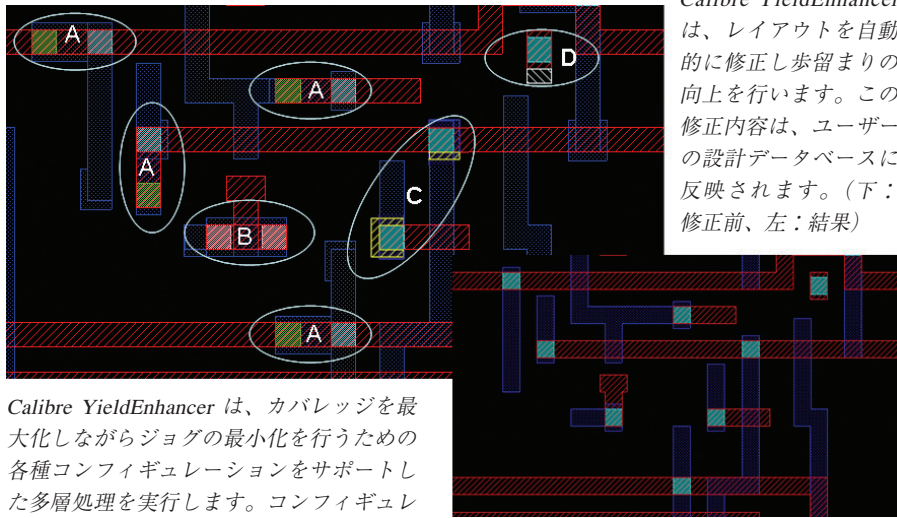 Calibre YieldEnhancer
は、レイアウトを自動
的に修正し歩留まりの
向上を行います。この
修正内容は、ユーザー
の設計データベースに
反映されます。（下：
修正前、左：結果）
A
D
A
A
C
B
A
Calibre YieldEnhancer は、カバレッジを最
大化しながらジョグの最小化を行うための
各種コンフィギュレーションをサポートし
た多層処理を実行します。コンフィギュレ